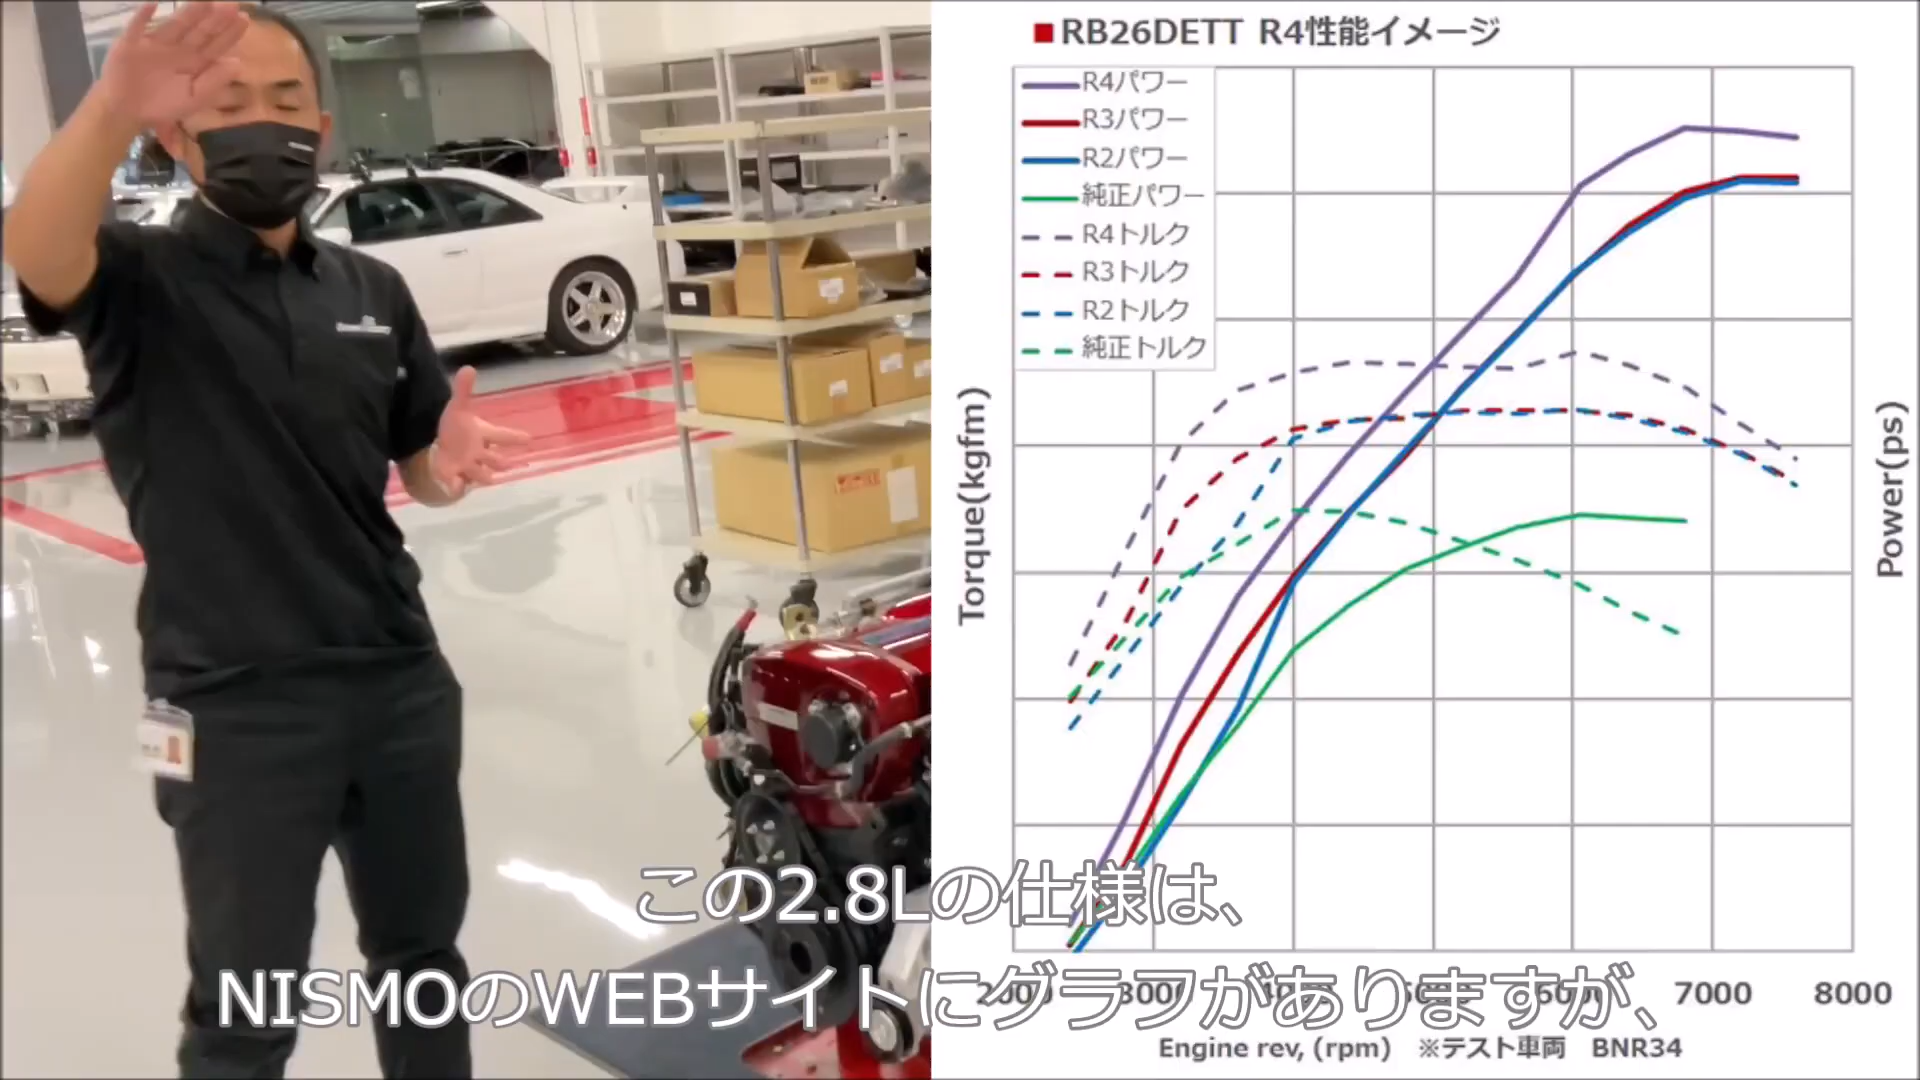 ■RB26DETT R4性能イメージ
R4パワー
R3パワー
R2パワー
純正パワー
R4トルク
R3トルク
R2トルク
純正トルク
Torque(kgfm)
Power(ps)
この2.8Lの仕様は、
NISMOのWEBサイトにグラフがありますが、
2000 3000 4000 5000 6000 7000 8000
Engine rev, (rpm) ※テスト車両 BNR34